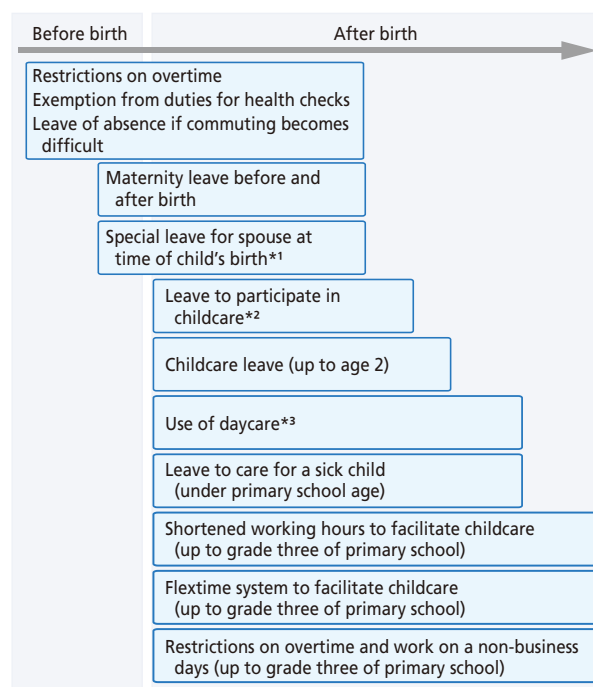 Before birth
After birth
Restrictions on overtime
Exemption from duties for health checks
Leave of absence if commuting becomes
difficult
Maternity leave before and
after birth
Special leave for spouse at
time of child’s birth*1
Leave to participate in
childcare*2
Childcare leave (up to age 2)
Use of daycare*3
Leave to care for a sick child
(under primary school age)
Shortened working hours to facilitate childcare
(up to grade three of primary school)
Flextime system to facilitate childcare
(up to grade three of primary school)
Restrictions on overtime and work on a non-business
days (up to grade three of primary school)